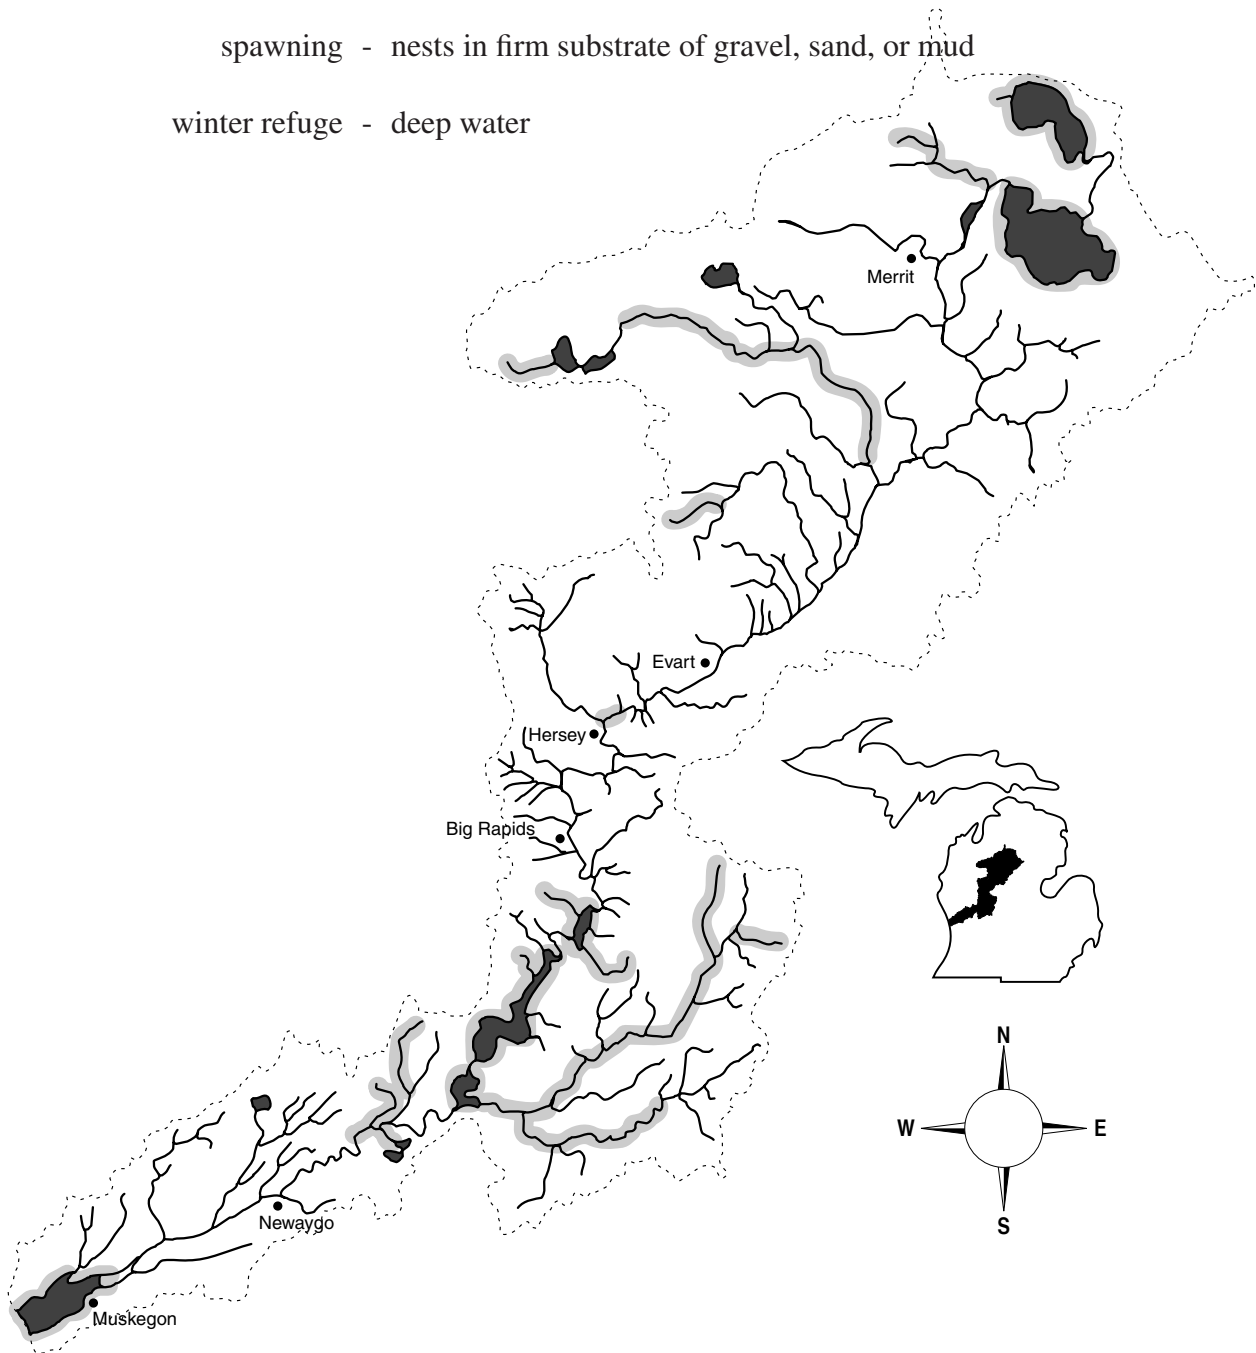 spawning - nests in firm substrate of gravel, sand, or mud
winter refuge - deep water
Merrit
Evart
Hersey
Big Rapids
N
W E
S
Newaygo
Muskegon